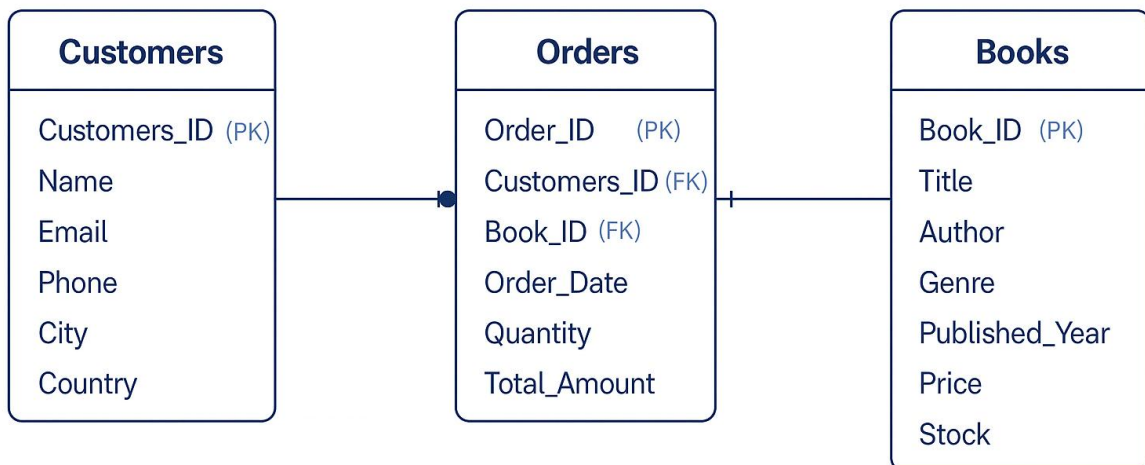 Customers
Customers_ID (PK)
Name
Email
Phone
City
Country
Orders
Order_ID (PK)
Customers_ID (FK)
Book_ID (FK)
Order_Date
Quantity
Total_Amount
Books
Book_ID (PK)
Title
Author
Genre
Published_Year
Price
Stock